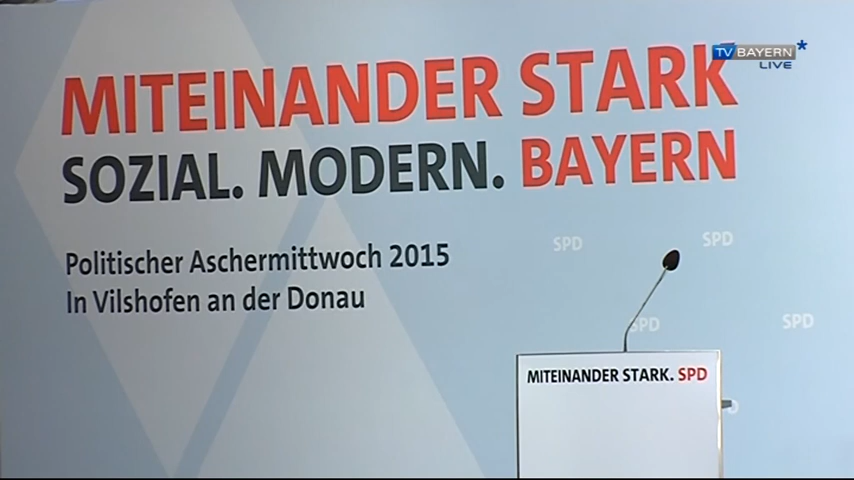 MITEINANDER STARK
SOZIAL. MODERN. BAYERN
Politischer Aschermittwoch 2015
In Vilshofen an der Donau
TV BAYERN*
LIVE
SPD
SPD
SPD
SPD
MITEINANDER STARK. SPD